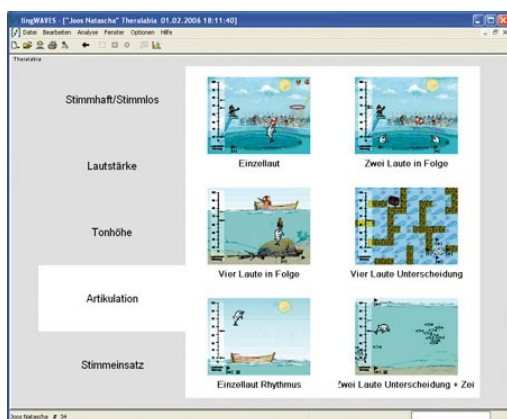 lingWAVES - ["Joos Natascha" Theralabia 01.02.2006 18:11:40]
Datei Bearbeiten Analyse Fenster Optionen Hilfe
Theralabia
Stimmhaft/Stimmlos
Lautstärke
Tonhöhe
Artikulation
Stimmeinsatz
Einzellaut
Zwei Laute in Folge
Vier Laute in Folge
Vier Laute Unterscheidung
Einzellaut Rhythmus
Zwei Laute Unterscheidung + Zei
Joos Natascha # 34